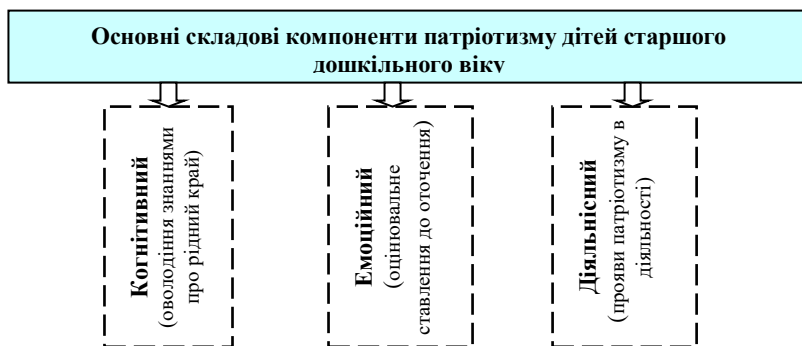 Основні складові компоненти патріотизму дітей старшого
дошкільного віку
Когнітивний
(оволодіння знаннями
про рідний край)
Емоційний
(оцінювальне
ставлення до оточення)
Діяльнісний
(прояви патріотизму в
діяльності)